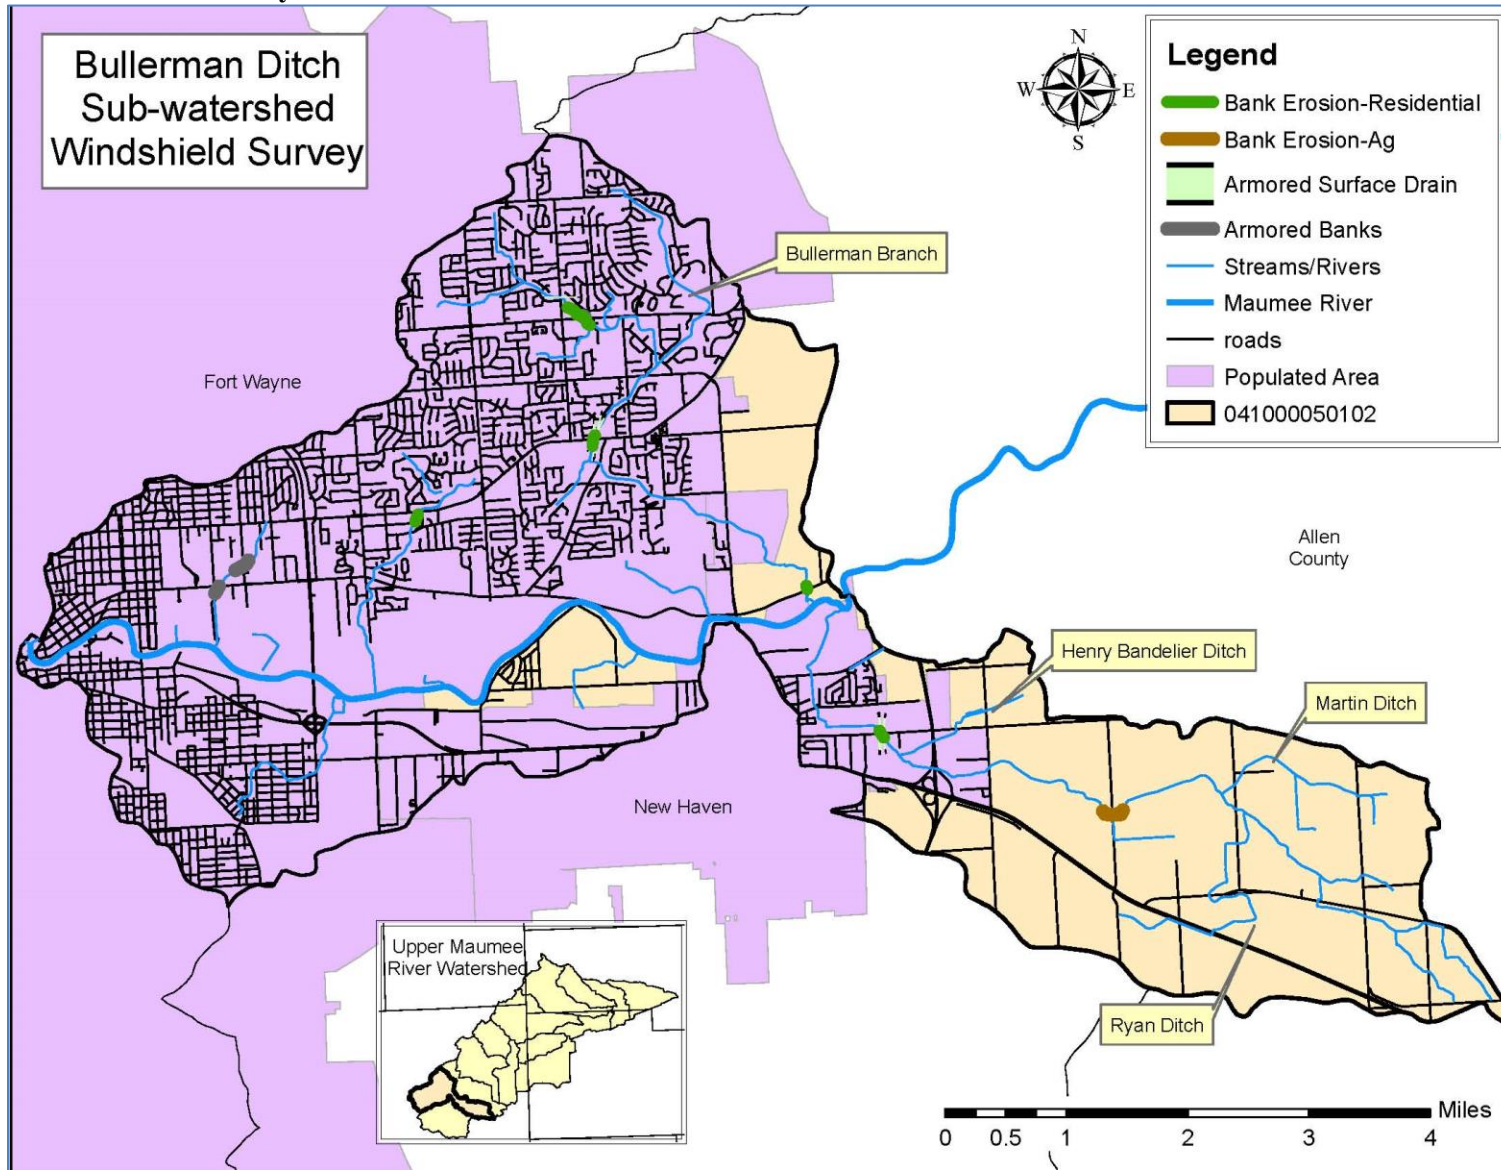 Bullerman Ditch
Sub-watershed
Windshield Survey
N
W
E
S
Legend
Bank Erosion-Residential
Bank Erosion-Ag
Armored Surface Drain
Armored Banks
Streams/Rivers
Maumee River
roads
Populated Area
041000050102
Bullerman Branch
Fort Wayne
Allen
County
Henry Bandelier Ditch
Martin Ditch
New Haven
Upper Maumee
River Watershed
Ryan Ditch
Miles
0 0.5 1 2 3 4